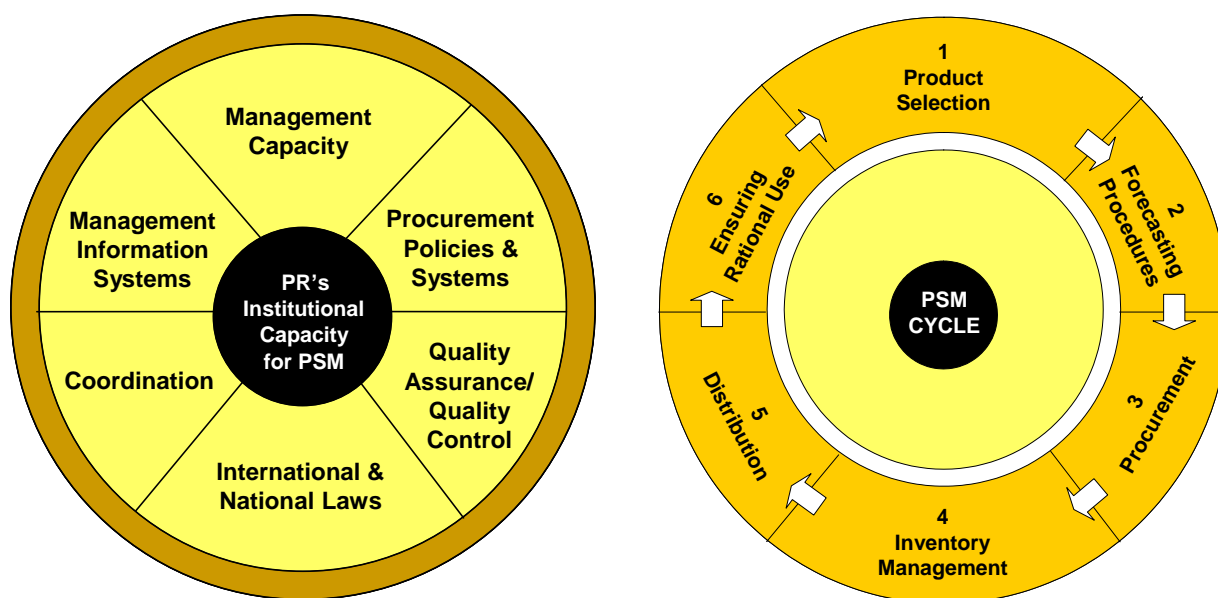 Management
Capacity
Procurement
Policies &
Systems
Quality
Assurance/
Quality
Control
International &
National Laws
Coordination
Management
Information
Systems
PR’s
Institutional
Capacity
for PSM
1
Product
Selection
2
Forecasting
Procedures
3
Procurement
4
Inventory
Management
5
Distribution
6
Ensuring
Rational Use
PSM
CYCLE